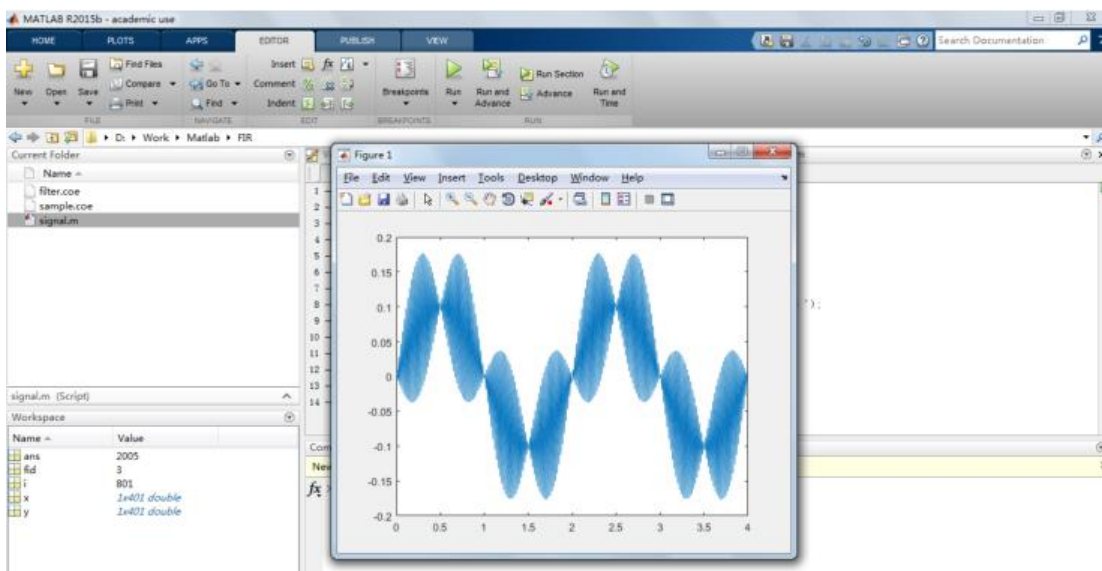 MATLAB R2015b - academic use
HOME PLOTS APPS EDITOR PUBLISH VIEW
Search Documentation
New Open Save
Find Files
Compare
Print
Go To
Find
Insert fx
Comment
Indent
Breakpoints
Run
Run and Advance
Run Section
Advance
Run and Time
FILE NAVIGATE EDIT BREAKPOINTS RUN
D: Work Matlab FIR
Current Folder
Name
filter.coe
sample.coe
signal.m
signal.m (Script)
Workspace
Name Value
ans 2005
fid 3
i 801
x 1x401 double
y 1x401 double
1
2
3
4
5
6
7
8
9
10
11
12
13
14
");
Com
New
fx
Figure 1
File Edit View Insert Tools Desktop Window Help
0.2
0.15
0.1
0.05
0
-0.05
-0.1
-0.15
-0.2
0 0.5 1 1.5 2 2.5 3 3.5 4